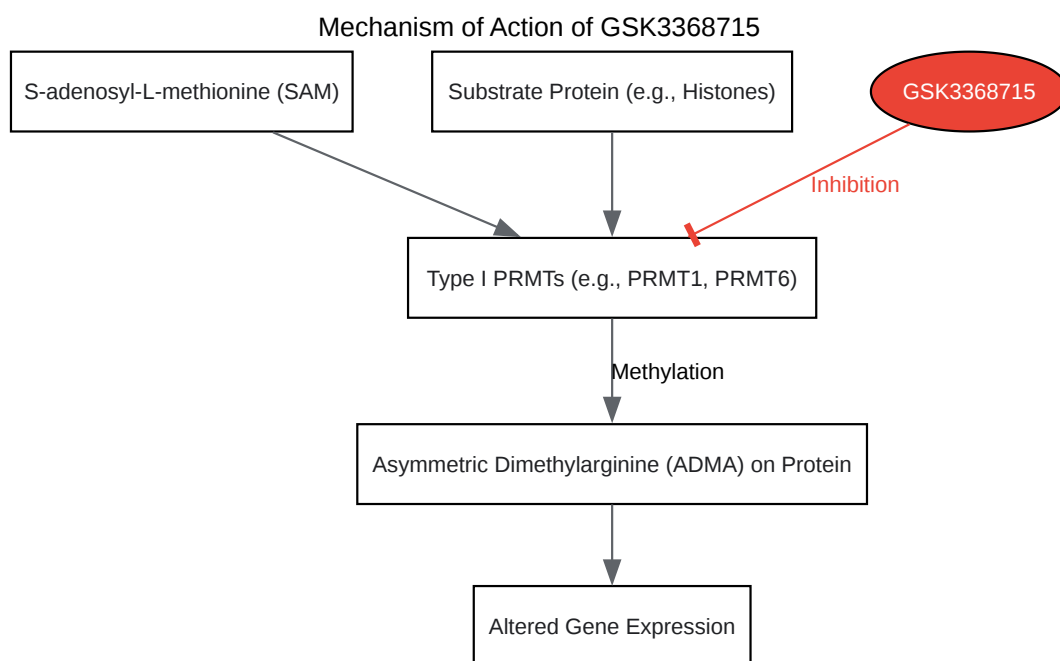 Mechanism of Action of GSK3368715
S-adenosyl-L-methionine (SAM)
Substrate Protein (e.g., Histones)
GSK3368715
Inhibition
Type I PRMTs (e.g., PRMT1, PRMT6)
Methylation
Asymmetric Dimethylarginine (ADMA) on Protein
Altered Gene Expression